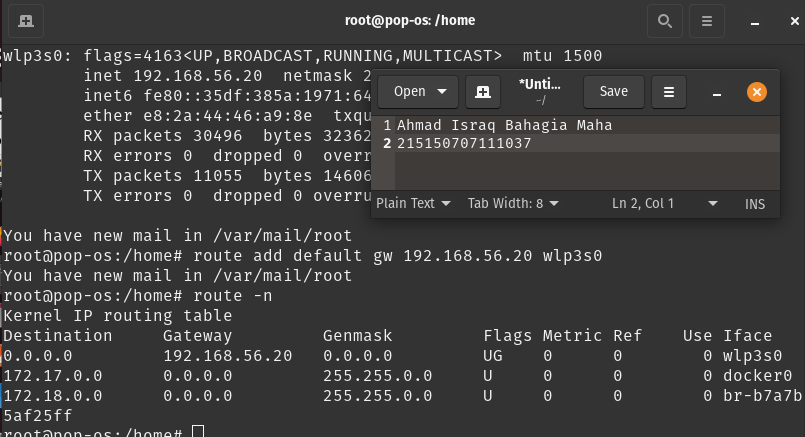 root@pop-os: /home
wlp3s0: flags=4163<UP,BROADCAST,RUNNING,MULTICAST>  mtu 1500
inet 192.168.56.20  netmask 2
inet6 fe80::35df:385a:1971:64
ether e8:2a:44:46:a9:8e  txqu
RX packets 30496  bytes 32362
RX errors 0  dropped 0  overr
TX packets 11055  bytes 14606
TX errors 0  dropped 0 overru
Open
*Unti...
~/
Save
1 Ahmad Israq Bahagia Maha
2 215150707111037
Plain Text
Tab Width: 8
Ln 2, Col 1
INS
You have new mail in /var/mail/root
root@pop-os:/home# route add default gw 192.168.56.20 wlp3s0
You have new mail in /var/mail/root
root@pop-os:/home# route -n
Kernel IP routing table
Destination     Gateway         Genmask         Flags Metric Ref    Use Iface
0.0.0.0         192.168.56.20   0.0.0.0         UG    0      0        0 wlp3s0
172.17.0.0      0.0.0.0         255.255.0.0     U     0      0        0 docker0
172.18.0.0      0.0.0.0         255.255.0.0     U     0      0        0 br-b7a7b
5af25ff
root@pop-os:/home#